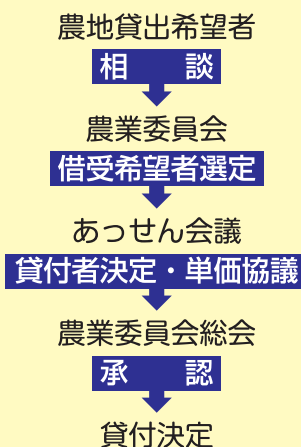 農地貸出希望者
相　談
農業委員会
借受希望者選定
あっせん会議
貸付者決定・単価協議
農業委員会総会
承　認
貸付決定